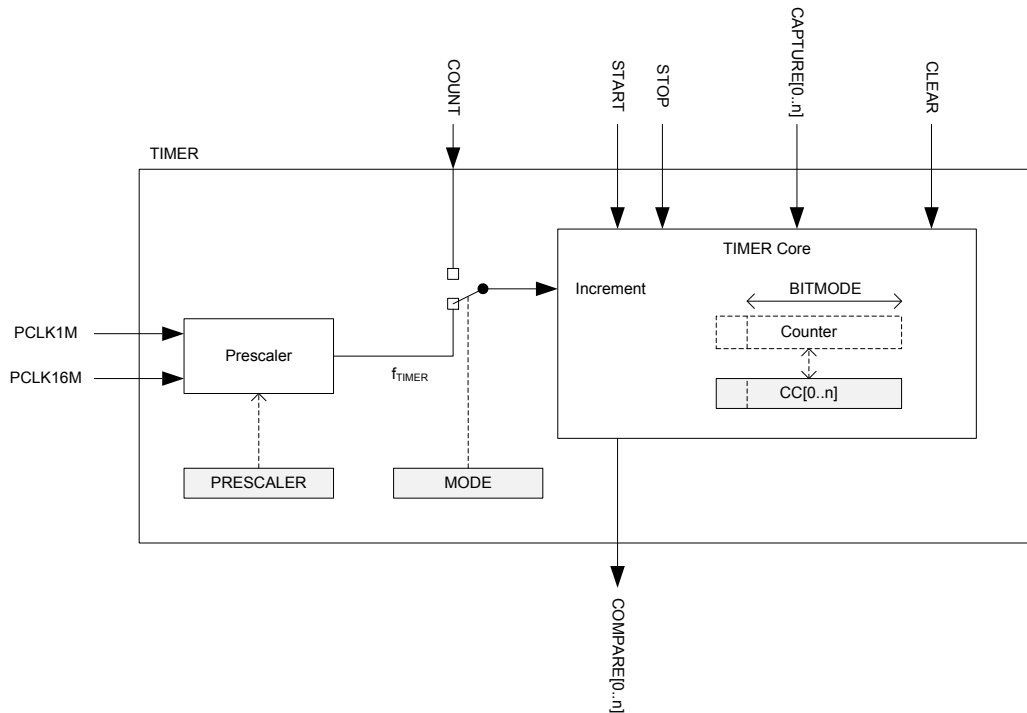 COUNT
START
STOP
CAPTURE[0..n]
CLEAR
TIMER
TIMER Core
Increment
BITMODE
Counter
CC[0..n]
PCLK1M
PCLK16M
Prescaler
fTIMER
PRESCALER
MODE
COMPARE[0..n]